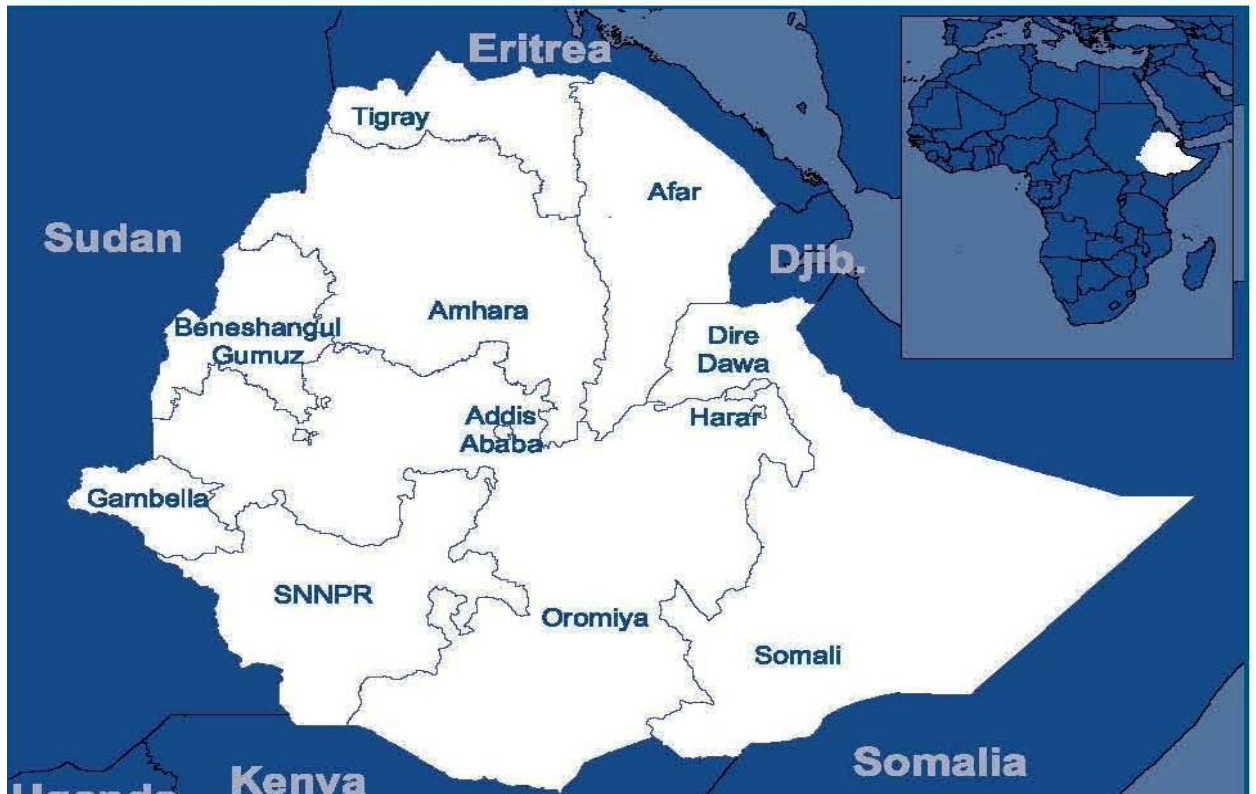 Eritrea
Tigray
Afar
Sudan
Djib.
Amhara
Beneshangul
Gumuz
Dire
Dawa
Addis
Ababa
Harar
Gambella
SNNPR
Oromiya
Somali
Somalia
Kenya
Uganda